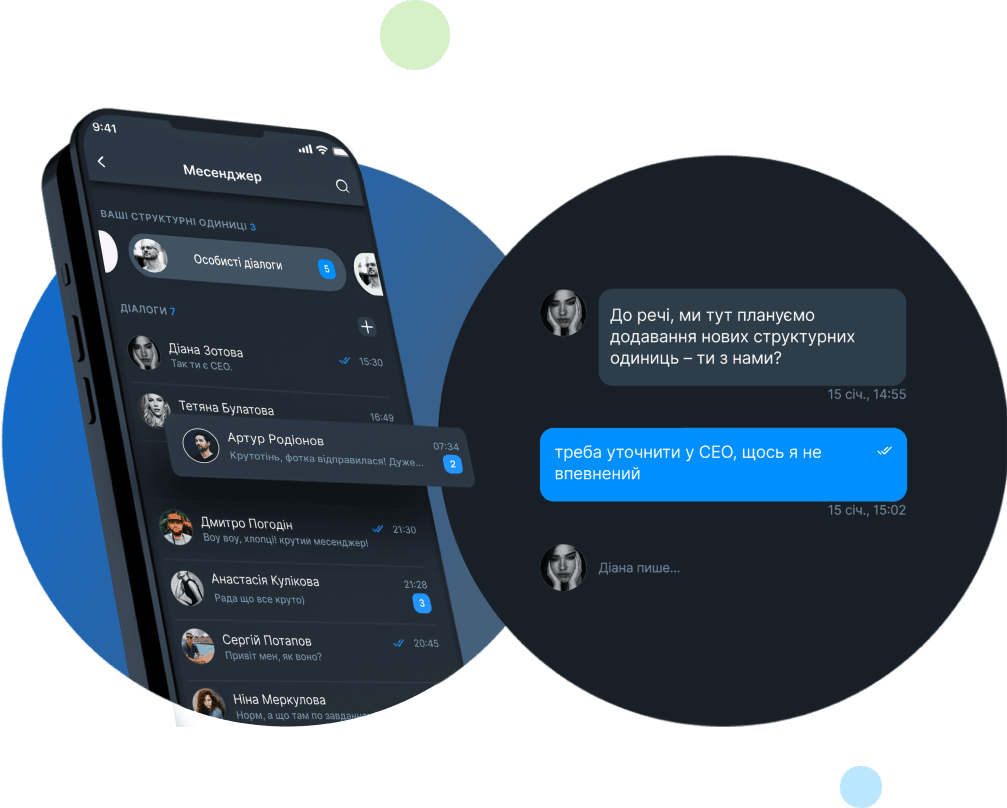 9:41
Месенджер
ВАШІ СТРУКТУРНІ ОДИНИЦІ 3
Особисті діалоги
5
ДІАЛОГИ 7
Діана Зотова
Так ти є CEO.
15:30
Тетяна Булатова
16:49
Артур Родіонов
07:34
Крутотінь, фотка відправилася! Дуже...
2
Дмитро Погодін
21:30
Воу воу, хлопці! крутий месенджер!
Анастасія Кулікова
21:28
Рада що все круто)
3
Сергій Потапов
20:45
Привіт мен, як воно?
Ніна Меркулова
Норм, а що там по завданн
До речі, ми тут плануємо
додавання нових структурних
одиниць – ти з нами?
15 січ., 14:55
треба уточнити у CEO, щось я не
впевнений
15 січ., 15:02
Діана пише...